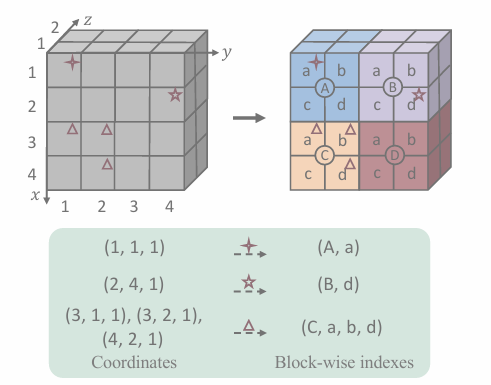 2 z
1
y
1
2
3
4
x
1 2 3 4
a b a b
A B
c d c d
a b a b
C D
c d c d
(1, 1, 1) (A, a)
(2, 4, 1) (B, d)
(3, 1, 1), (3, 2, 1),
(4, 2, 1)
(C, a, b, d)
Coordinates Block-wise indexes